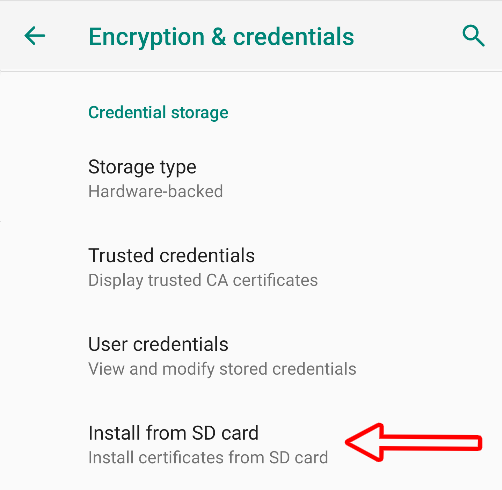 Encryption & credentials
Credential storage
Storage type
Hardware-backed
Trusted credentials
Display trusted CA certificates
User credentials
View and modify stored credentials
Install from SD card
Install certificates from SD card